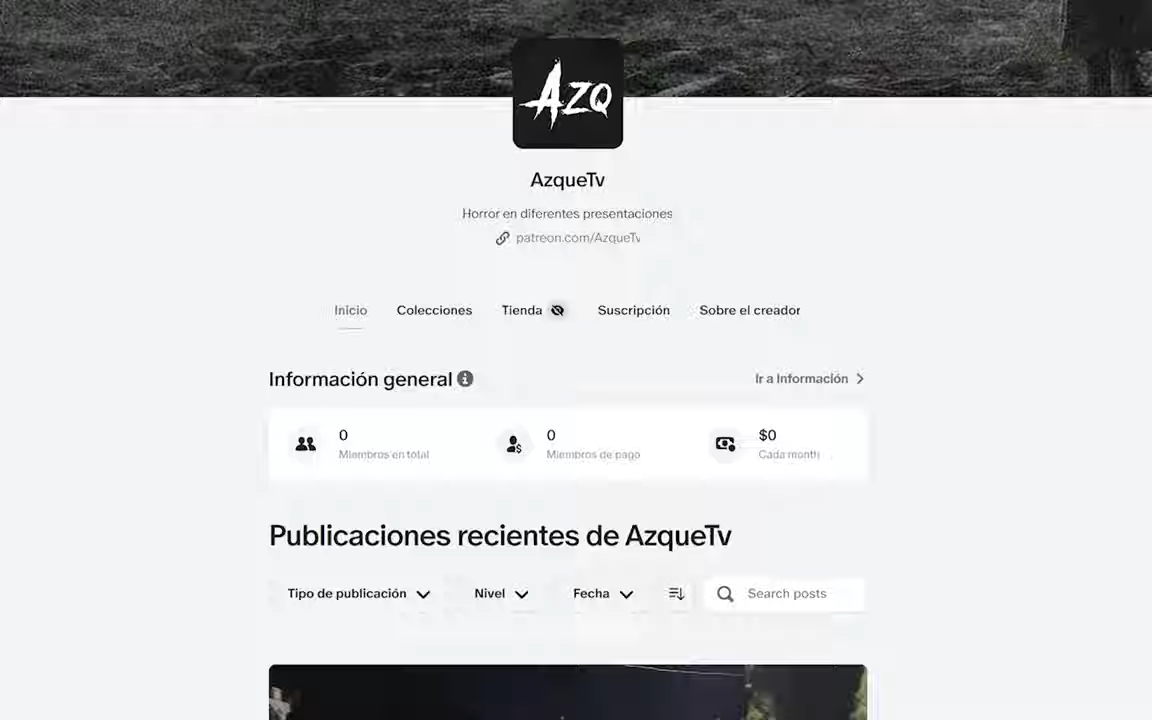 AZQ
AzqueTv
Horror en diferentes presentaciones
patreon.com/AzqueTv
Inicio Colecciones Tienda Suscripción Sobre el creador
Información general Ir a Información
0 0 $0
Miembros en total Miembros de pago Cada month
Publicaciones recientes de AzqueTv
Tipo de publicación Nivel Fecha Search posts